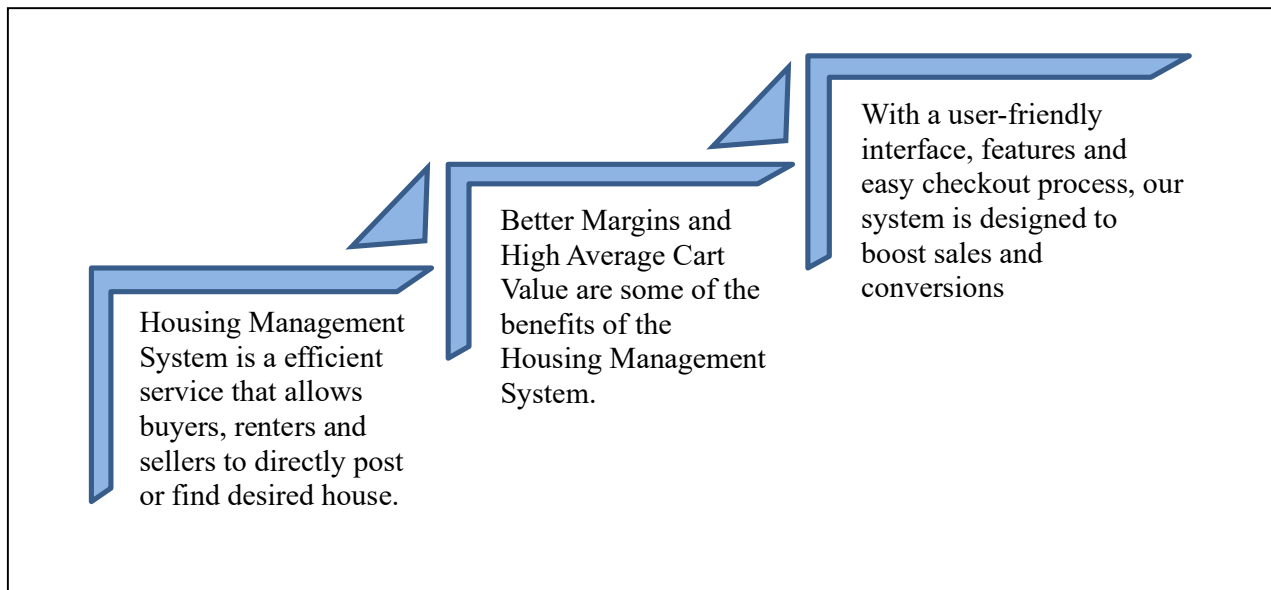 Housing Management
System is a efficient
service that allows
buyers, renters and
sellers to directly post
or find desired house.
Better Margins and
High Average Cart
Value are some of the
benefits of the
Housing Management
System.
With a user-friendly
interface, features and
easy checkout process, our
system is designed to
boost sales and
conversions